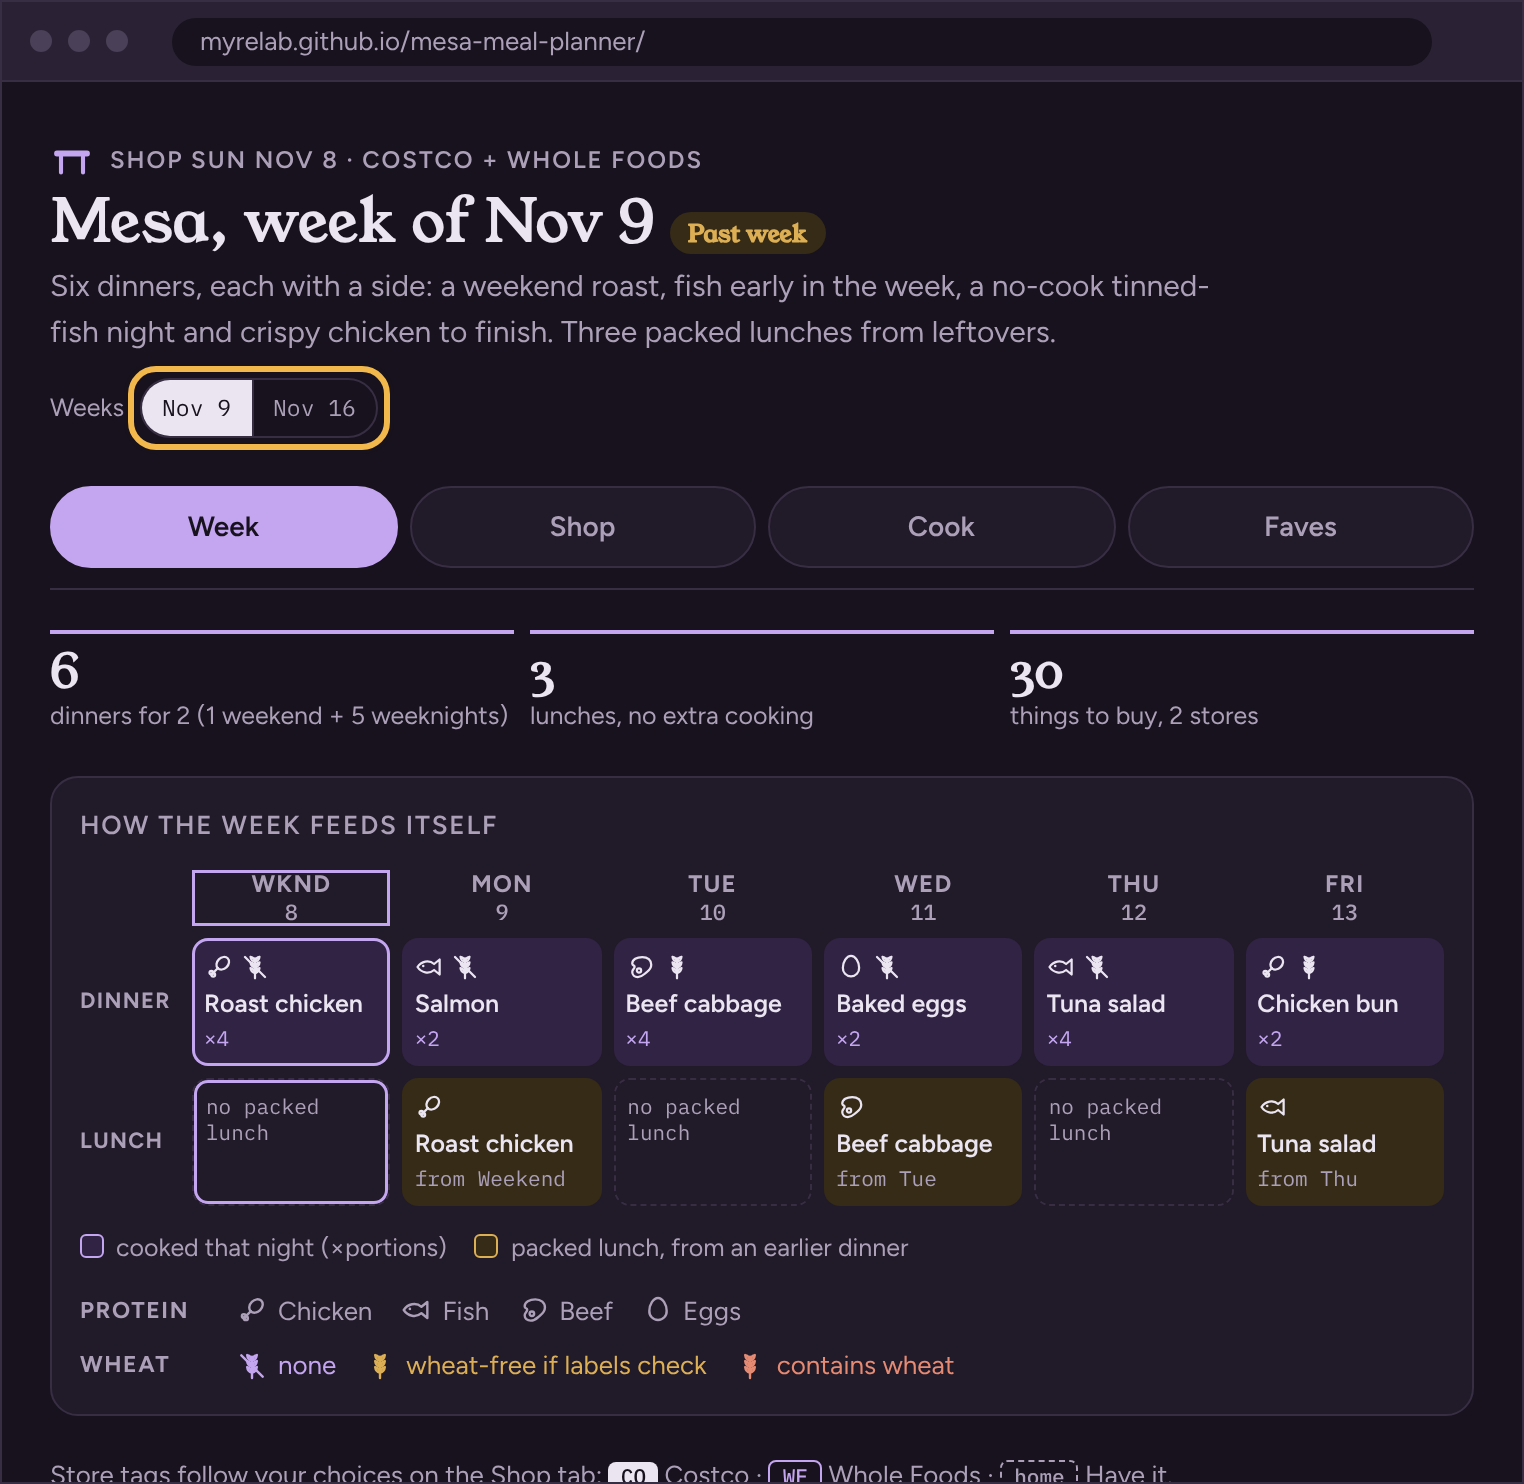 myrelab.github.io/mesa-meal-planner/
SHOP SUN NOV 8 · COSTCO + WHOLE FOODS
Mesa, week of Nov 9 Past week
Six dinners, each with a side: a weekend roast, fish early in the week, a no-cook tinned-
fish night and crispy chicken to finish. Three packed lunches from leftovers.
Weeks Nov 9 Nov 16
Week Shop Cook Faves
6 3 30
dinners for 2 (1 weekend + 5 weeknights) lunches, no extra cooking things to buy, 2 stores
HOW THE WEEK FEEDS ITSELF
WKND MON TUE WED THU FRI
8 9 10 11 12 13
DINNER Roast chicken Salmon Beef cabbage Baked eggs Tuna salad Chicken bun
×4 ×2 ×4 ×2 ×4 ×2
no packed no packed no packed
lunch lunch lunch
LUNCH Roast chicken Beef cabbage Tuna salad
from Weekend from Tue from Thu
cooked that night (×portions) packed lunch, from an earlier dinner
PROTEIN Chicken Fish Beef Eggs
WHEAT none wheat-free if labels check contains wheat
Store tags follow your choices on the Shop tab: CO Costco · WF Whole Foods · home Have it